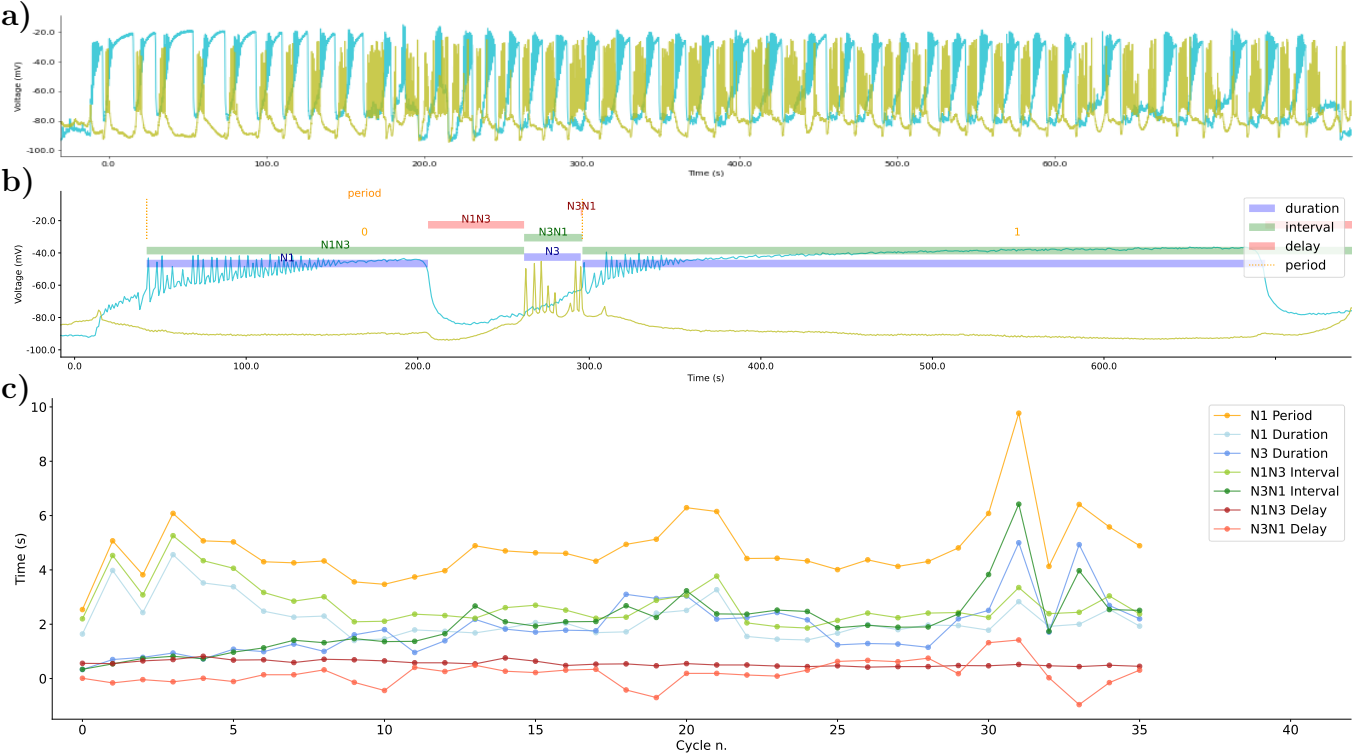 a)
-20.0
-40.0
-60.0
-80.0
-100.0
Voltage (mV)
0.0 100.0 200.0 300.0 400.0 500.0 600.0
Time (s)
b)
period
N3N1
N1N3
0
N3N1
1
N1N3
N1
N3
duration
interval
delay
period
-20.0
-40.0
-60.0
-80.0
-100.0
Voltage (mV)
0.0 100.0 200.0 300.0 400.0 500.0 600.0
Time (s)
c)
10
8
6
4
2
0
Time (s)
N1 Period
N1 Duration
N3 Duration
N1N3 Interval
N3N1 Interval
N1N3 Delay
N3N1 Delay
0 5 10 15 20 25 30 35 40
Cycle n.